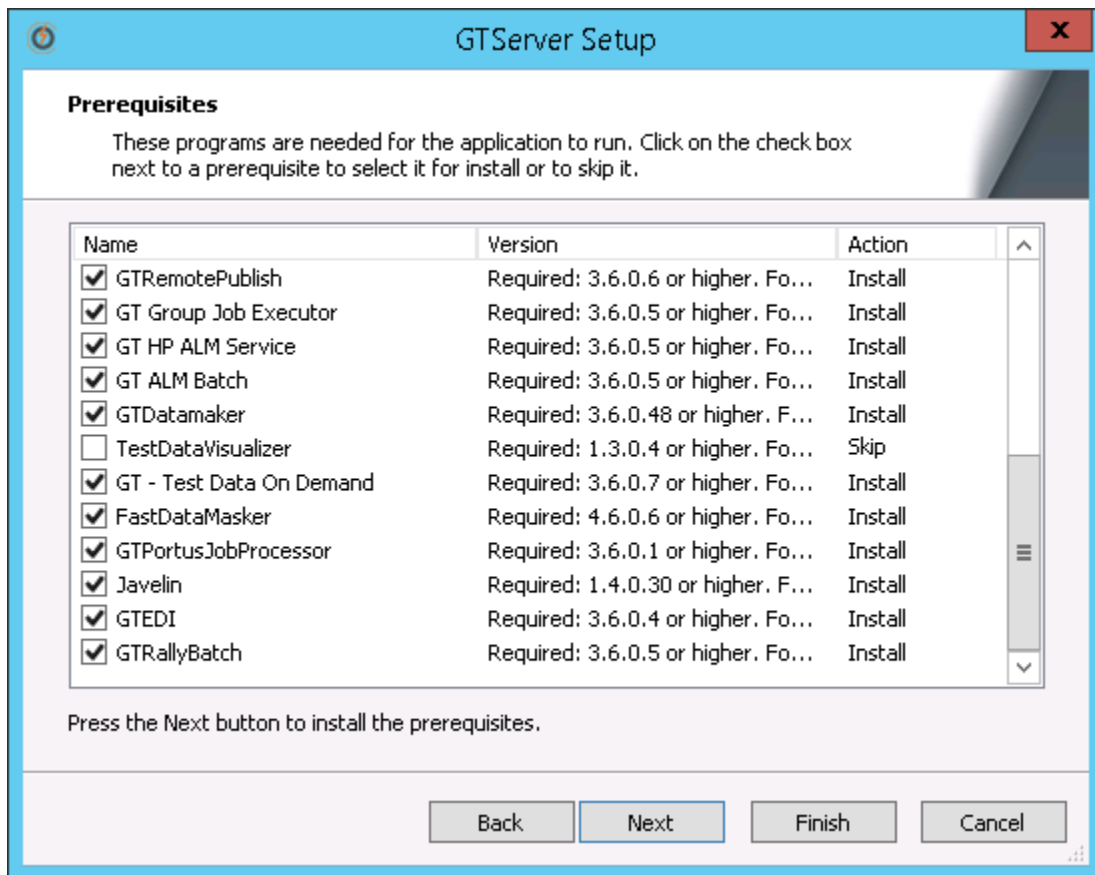 GTServer Setup
Prerequisites
These programs are needed for the application to run. Click on the check box
next to a prerequisite to select it for install or to skip it.
Name Version Action
GTRemotePublish Required: 3.6.0.6 or higher. Fo... Install
GT Group Job Executor Required: 3.6.0.5 or higher. Fo... Install
GT HP ALM Service Required: 3.6.0.5 or higher. Fo... Install
GT ALM Batch Required: 3.6.0.5 or higher. Fo... Install
GTDatamaker Required: 3.6.0.48 or higher. F... Install
TestDataVisualizer Required: 1.3.0.4 or higher. Fo... Skip
GT - Test Data On Demand Required: 3.6.0.7 or higher. Fo... Install
FastDataMasker Required: 4.6.0.6 or higher. Fo... Install
GTPortusJobProcessor Required: 3.6.0.1 or higher. Fo... Install
Javelin Required: 1.4.0.30 or higher. F... Install
GTEDI Required: 3.6.0.4 or higher. Fo... Install
GTRallyBatch Required: 3.6.0.5 or higher. Fo... Install
Press the Next button to install the prerequisites.
Back Next Finish Cancel